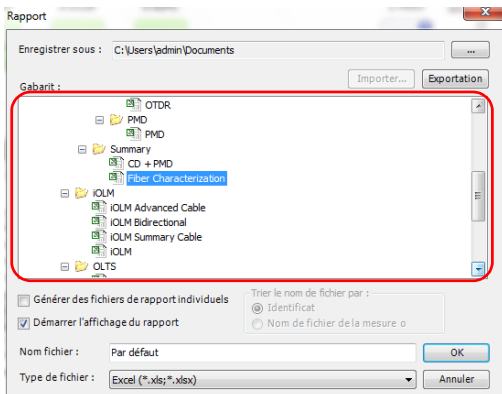 Rapport
Enregistrer sous : C:\Users\admin\Documents ...
Importer... Exportation
Gabarit :
OTDR
PMD
PMD
Summary
CD + PMD
Fiber Characterization
iOLM
iOLM Advanced Cable
iOLM Bidirectional
iOLM Summary Cable
iOLM
OLTS
Générer des fichiers de rapport individuels
Trier le nom de fichier par :
Identificat
Démarrer l'affichage du rapport
Nom de fichier de la mesure o
Nom fichier : Par défaut OK
Type de fichier : Excel (*.xls;*.xlsx) Annuler